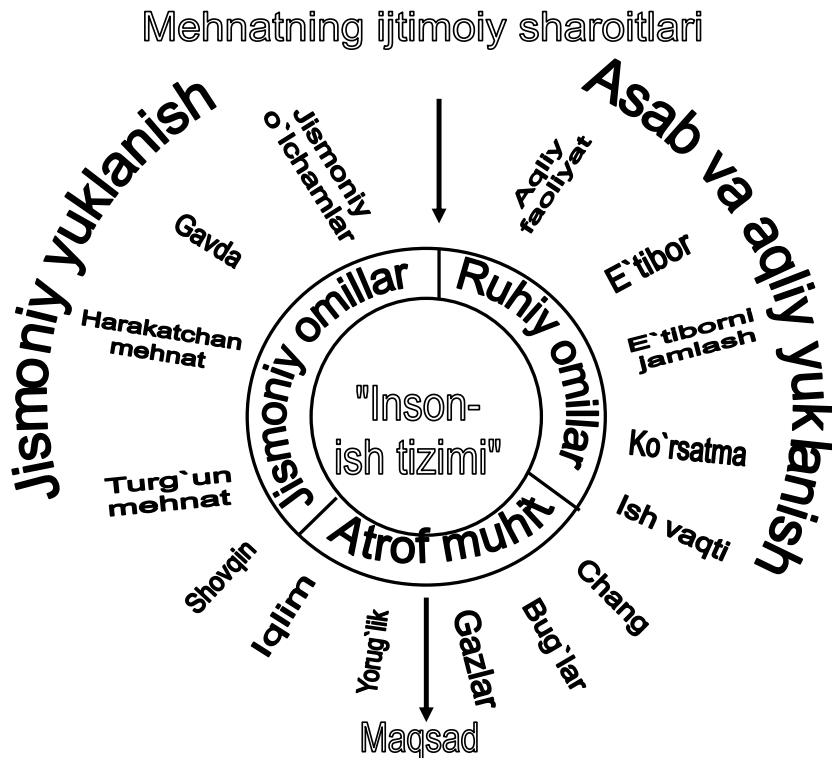 Mehnatning ijtimoiy sharoitlari
Jismoniy yuklanish
Asab va aqliy yuklanish
Jismoniy
o`lchamlar
Gavda
Harakatchan
mehnat
Turg`un
mehnat
Aqliy
faoliyat
E`tibor
E`tiborni
jamlash
Ko`rsatma
Ish vaqti
Jismoniy omillar
Ruhiy omillar
Atrof muhit
"Inson-
ish tizimi"
Shovqin
Iqlim
Yorug`lik
Gazlar
Bug`lar
Chang
Maqsad